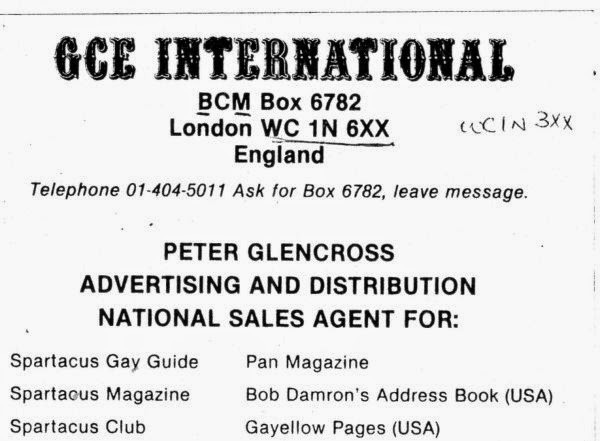 GCE INTERNATIONAL
BCM Box 6782
London WC 1N 6XX
WC1N 3XX
England
Telephone 01-404-5011 Ask for Box 6782, leave message.
PETER GLENCROSS
ADVERTISING AND DISTRIBUTION
NATIONAL SALES AGENT FOR:
Spartacus Gay Guide Pan Magazine
Spartacus Magazine Bob Damron's Address Book (USA)
Spartacus Club Gayellow Pages (USA)